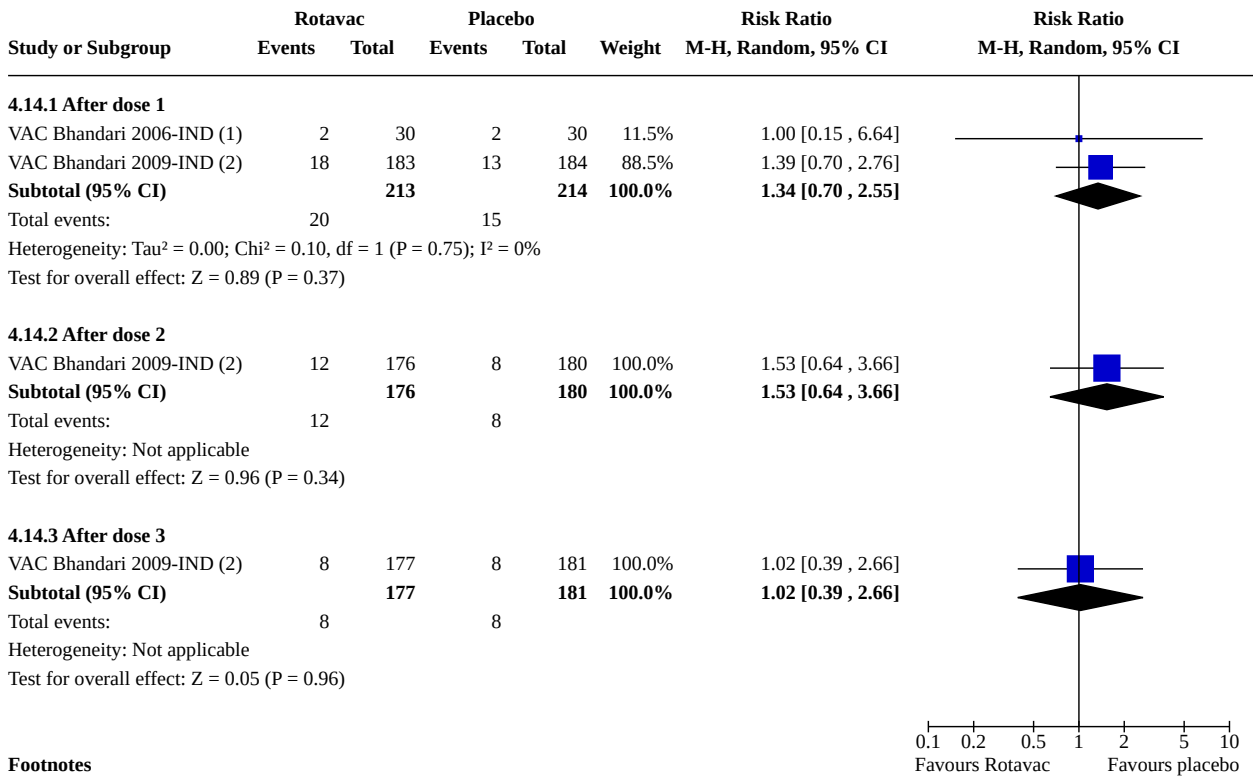 Rotavac Placebo Risk Ratio Risk Ratio
Study or Subgroup Events Total Events Total Weight M-H, Random, 95% CI M-H, Random, 95% CI
4.14.1 After dose 1
VAC Bhandari 2006-IND (1) 2 30 2 30 11.5% 1.00 [0.15 , 6.64]
VAC Bhandari 2009-IND (2) 18 183 13 184 88.5% 1.39 [0.70 , 2.76]
Subtotal (95% CI) 213 214 100.0% 1.34 [0.70 , 2.55]
Total events: 20 15
Heterogeneity: Tau² = 0.00; Chi² = 0.10, df = 1 (P = 0.75); I² = 0%
Test for overall effect: Z = 0.89 (P = 0.37)
4.14.2 After dose 2
VAC Bhandari 2009-IND (2) 12 176 8 180 100.0% 1.53 [0.64 , 3.66]
Subtotal (95% CI) 176 180 100.0% 1.53 [0.64 , 3.66]
Total events: 12 8
Heterogeneity: Not applicable
Test for overall effect: Z = 0.96 (P = 0.34)
4.14.3 After dose 3
VAC Bhandari 2009-IND (2) 8 177 8 181 100.0% 1.02 [0.39 , 2.66]
Subtotal (95% CI) 177 181 100.0% 1.02 [0.39 , 2.66]
Total events: 8 8
Heterogeneity: Not applicable
Test for overall effect: Z = 0.05 (P = 0.96)
0.1 0.2 0.5 1 2 5 10
Footnotes Favours Rotavac Favours placebo